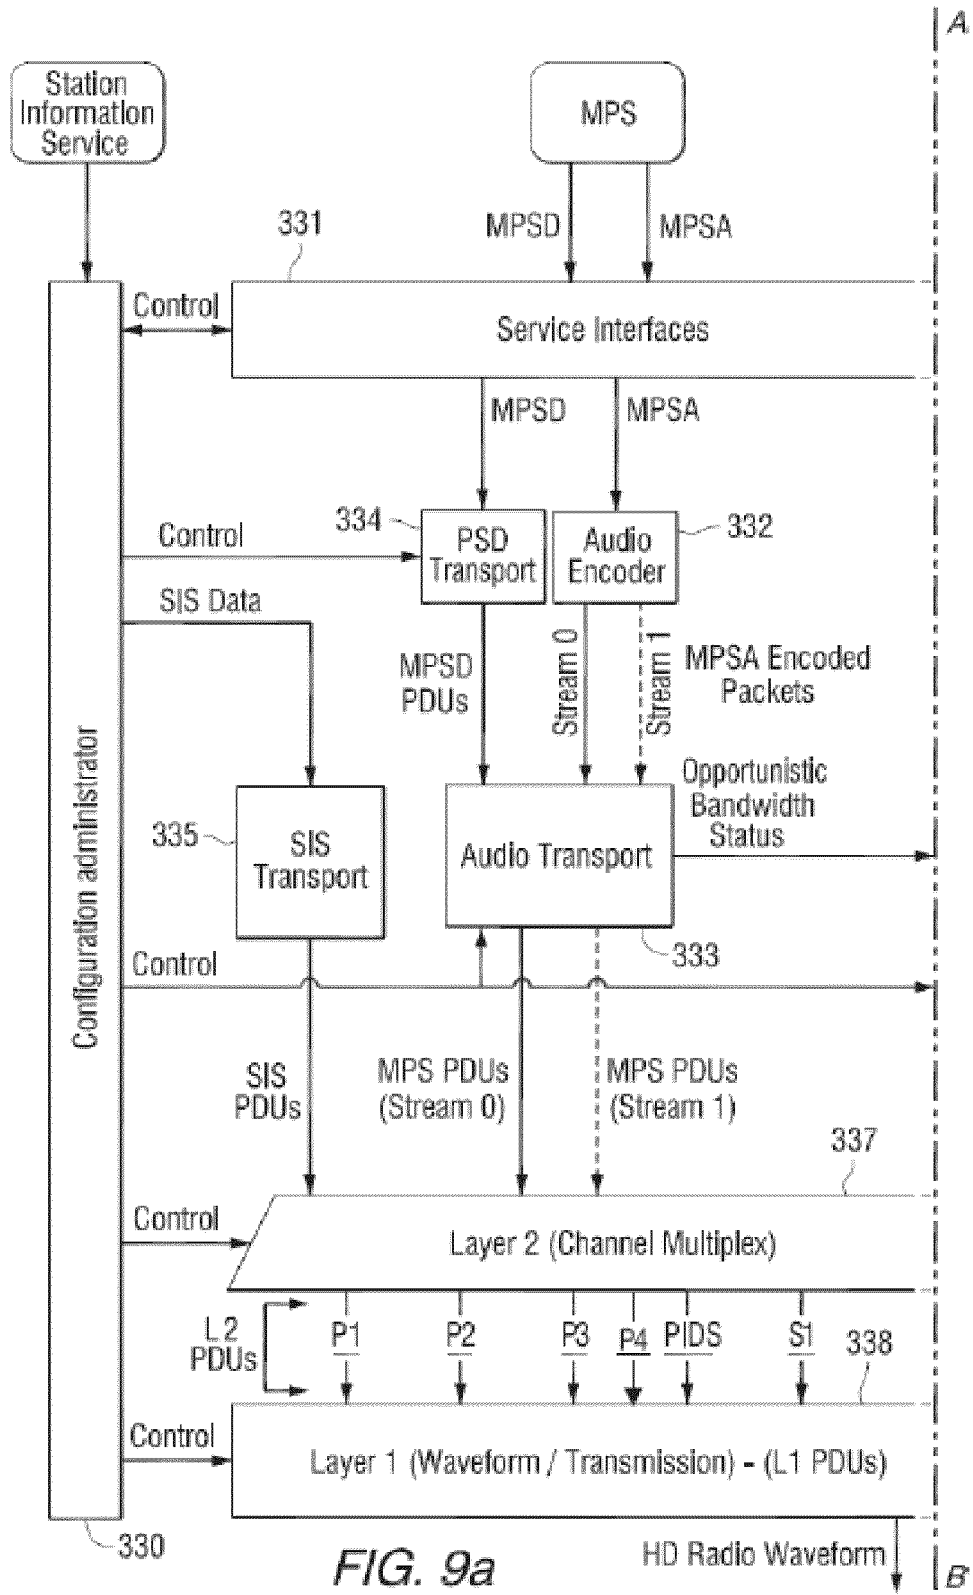 A
Station
Information
Service
MPS
MPSD
MPSA
331
Control
Service Interfaces
MPSD
MPSA
334
332
Control
PSD
Transport
Audio
Encoder
SIS Data
MPSD
PDUs
Stream 0
Stream 1
MPSA Encoded
Packets
Configuration administrator
Opportunistic
Bandwidth
Status
335
SIS
Transport
Audio Transport
333
Control
SIS
PDUs
MPS PDUs
(Stream 0)
MPS PDUs
(Stream 1)
337
Control
Layer 2 (Channel Multiplex)
L2
PDUs
P1
P2
P3
P4
PIDS
S1
338
Control
Layer 1 (Waveform / Transmission) - (L1 PDUs)
330
FIG. 9a
HD Radio Waveform
B